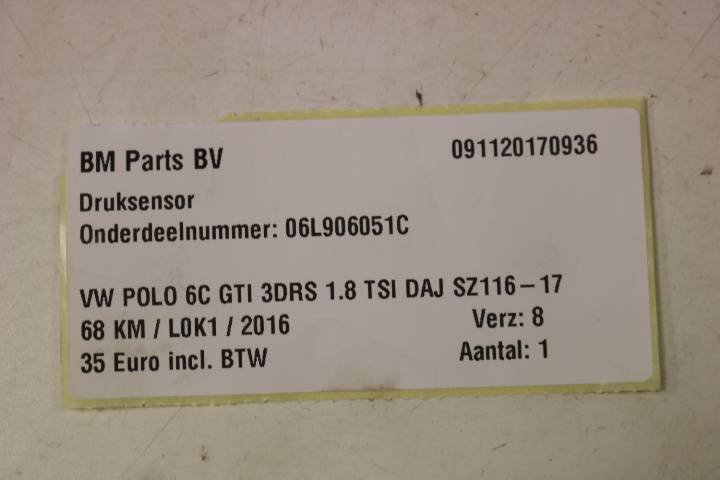 BM Parts BV 091120170936
Druksensor
Onderdeelnummer: 06L906051C
VW POLO 6C GTI 3DRS 1.8 TSI DAJ SZ116-17
68 KM / L0K1 / 2016 Verz: 8
35 Euro incl. BTW Aantal: 1